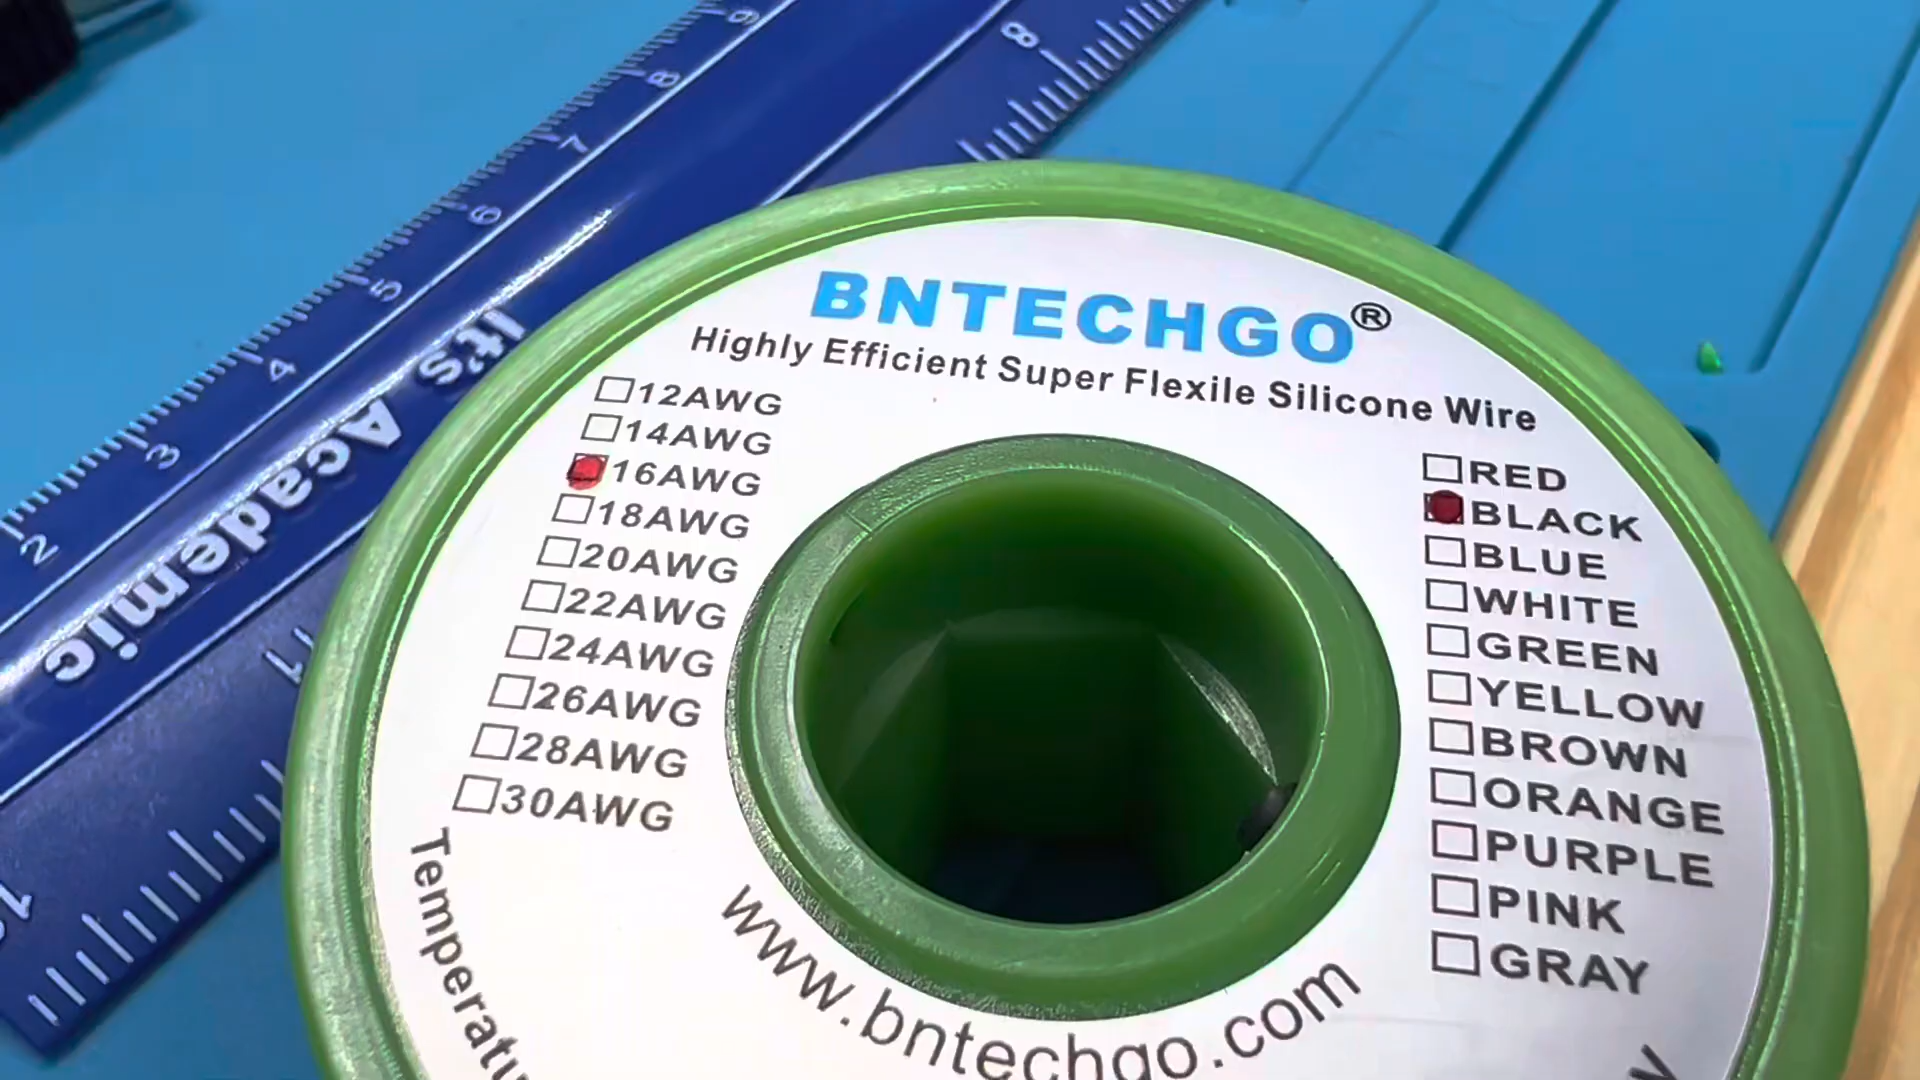 9
8
7
6
5
4
3
2
8
It's Academic
11
BNTECHGO®
Highly Efficient Super Flexile Silicone Wire
12AWG
14AWG
16AWG
18AWG
20AWG
22AWG
24AWG
26AWG
28AWG
30AWG
RED
BLACK
BLUE
WHITE
GREEN
YELLOW
BROWN
ORANGE
PURPLE
PINK
GRAY
www.bntechgo.com